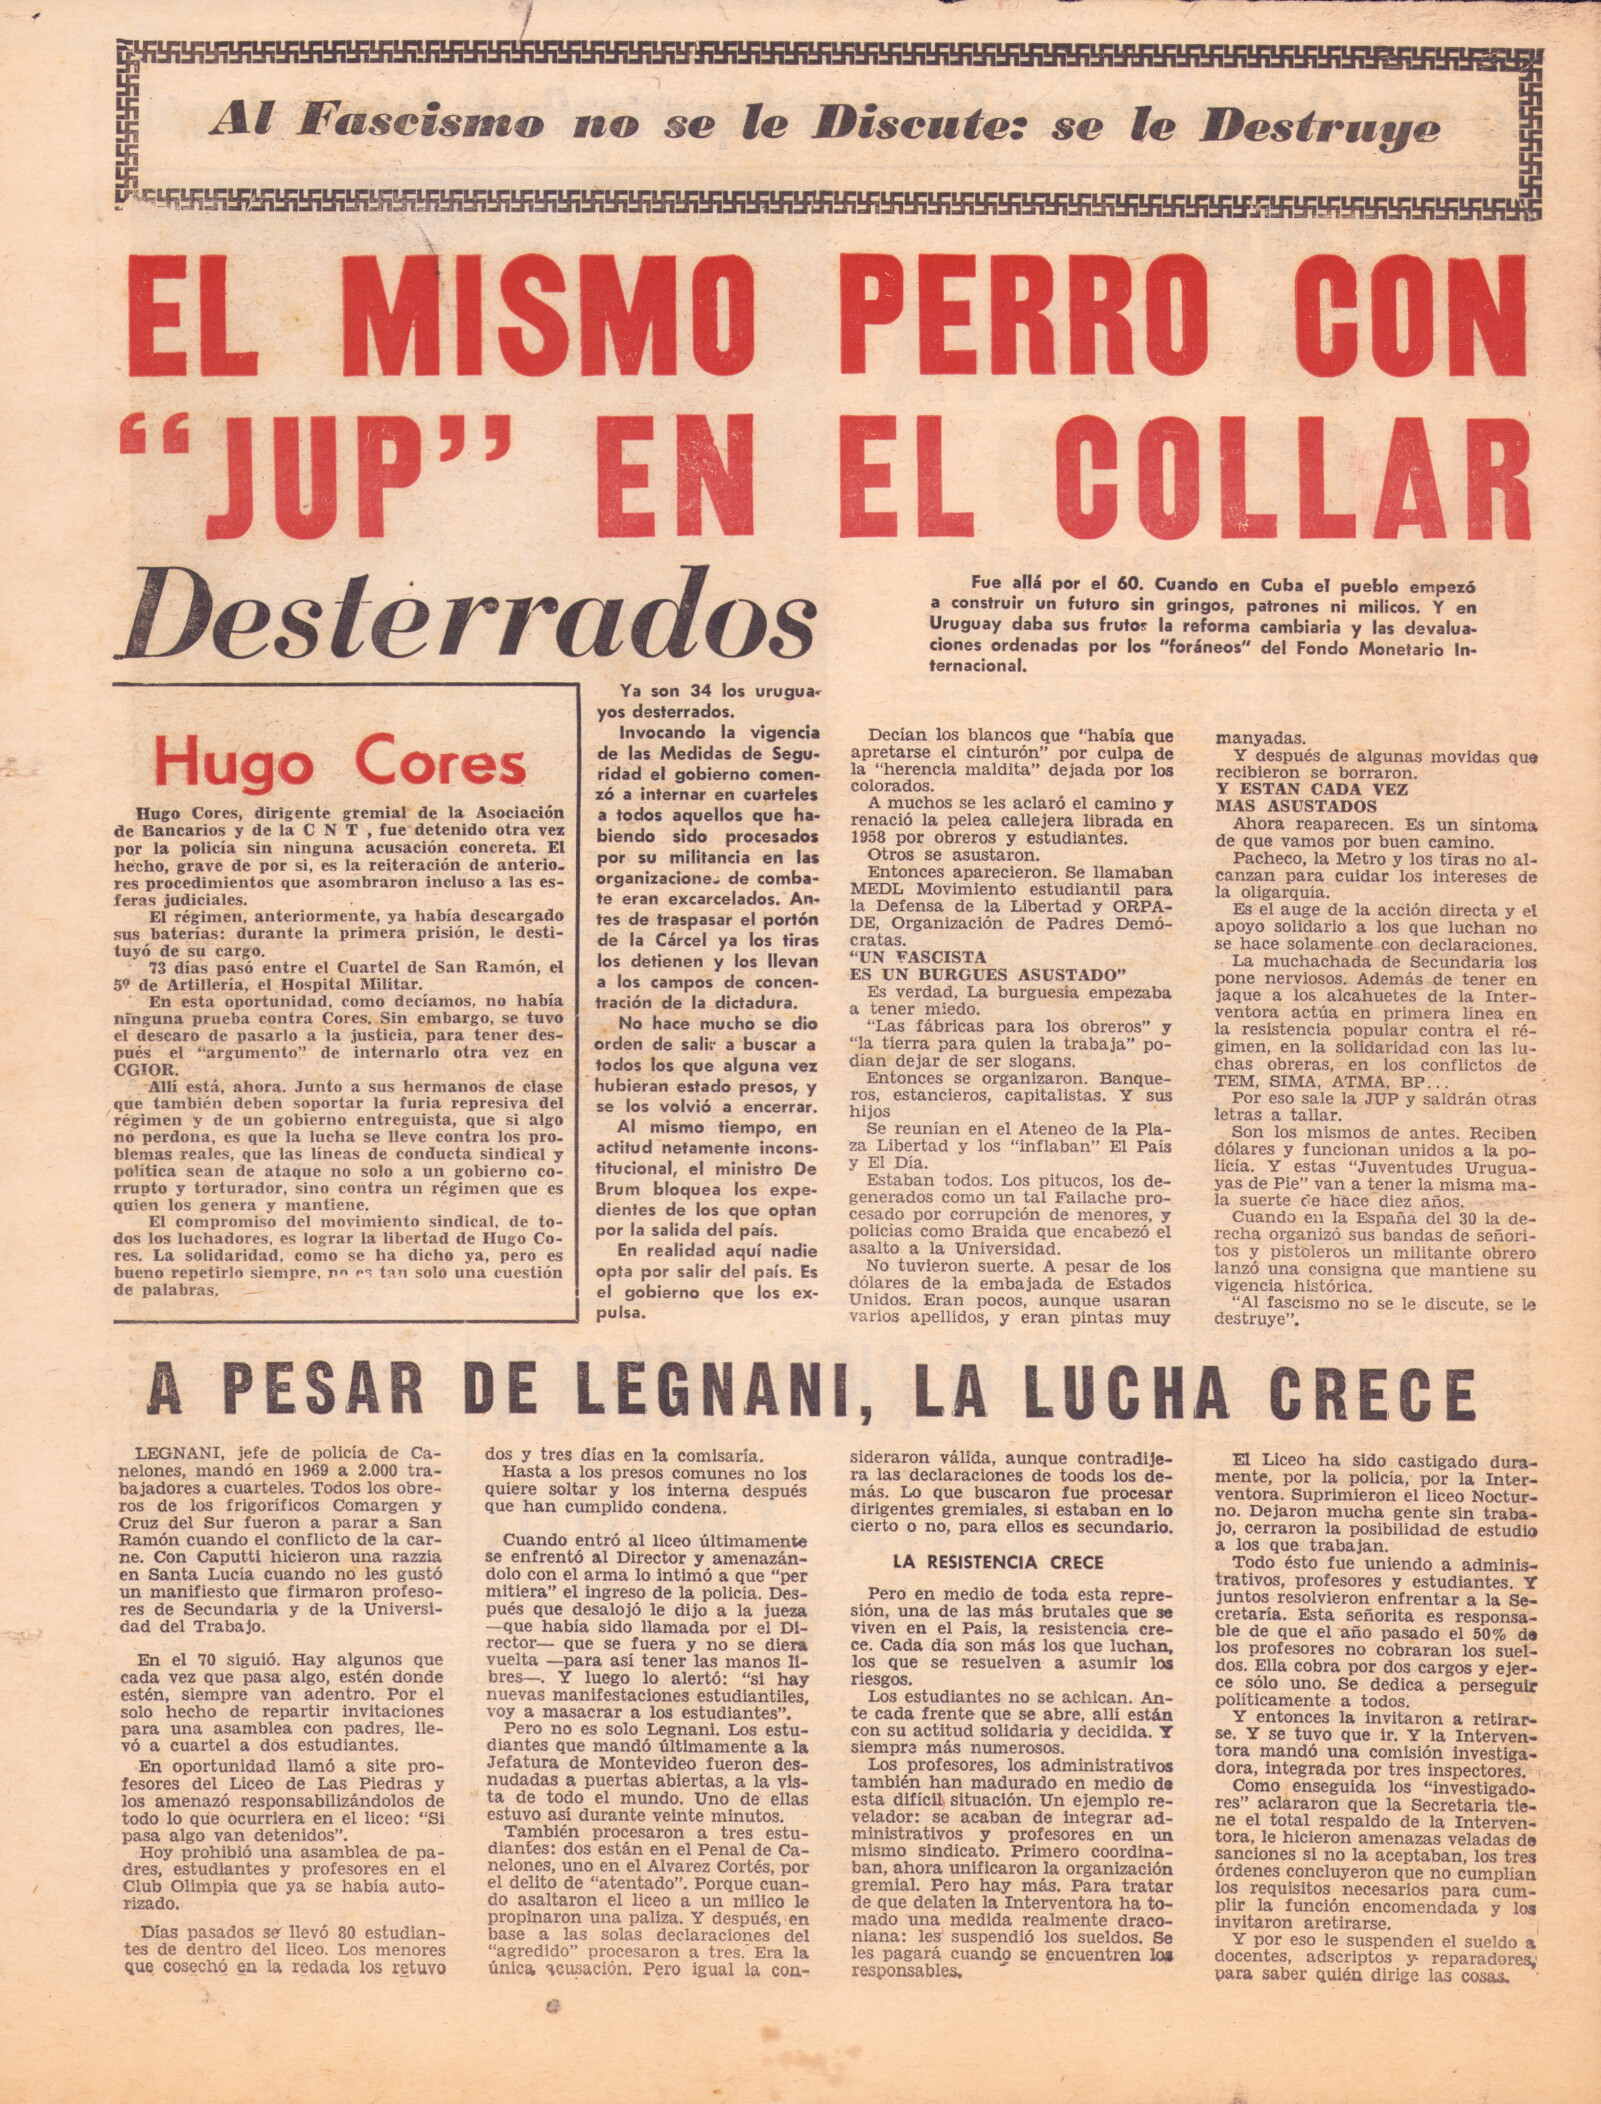 Al Fascismo no se le Discute: se le Destruye
EL MISMO PERRO CON
"JUP" EN EL COLLAR
Fue allá por el 60. Cuando en Cuba el pueblo empezó
a construir un futuro sin gringos, patrones ni milicos. Y en
Uruguay daba sus frutos la reforma cambiaria y las devalua-
ciones ordenadas por los "foráneos" del Fondo Monetario In-
ternacional.
Decían los blancos que "había que
apretarse el cinturón" por culpa de
la "herencia maldita" dejada por los
colorados.
A muchos se les aclaró el camino y
renació la pelea callejera librada en
1958 por obreros y estudiantes.
Otros se asustaron.
Entonces aparecieron. Se llamaban
MEDL Movimiento estudiantil para
la Defensa de la Libertad y ORPA-
DE, Organización de Padres Demó-
cratas.
"UN FASCISTA
ES UN BURGUES ASUSTADO"
Es verdad, La burguesía empezaba
a tener miedo.
"Las fábricas para los obreros" y
"la tierra para quien la trabaja" po-
dían dejar de ser slogans.
Entonces se organizaron. Banque-
ros, estancieros, capitalistas. Y sus
hijos
Se reunían en el Ateneo de la Pla-
za Libertad y los "inflaban" El País
y El Día.
Estaban todos. Los pitucos, los de-
generados como un tal Failache pro-
cesado por corrupción de menores, y
policías como Braida que encabezó el
asalto a la Universidad.
No tuvieron suerte. A pesar de los
dólares de la embajada de Estados
Unidos. Eran pocos, aunque usaran
varios apellidos, y eran pintas muy
manyadas.
Y después de algunas movidas que
recibieron se borraron.
Y ESTAN CADA VEZ
MAS ASUSTADOS
Ahora reaparecen. Es un síntoma
de que vamos por buen camino.
Pacheco, la Metro y los tiras no al-
canzan para cuidar los intereses de
la oligarquía.
Es el auge de la acción directa y el
apoyo solidario a los que luchan no
se hace solamente con declaraciones.
La muchachada de Secundaria los
pone nerviosos. Además de tener en
jaque a los alcahuetes de la Inter-
ventora actúa en primera línea en
la resistencia popular contra el ré-
gimen, en la solidaridad con las lu-
chas obreras, en los conflictos de
TEM, SIMA, ATMA, BP...
Por eso sale la JUP y saldrán otras
letras a tallar.
Son los mismos de antes. Reciben
dólares y funcionan unidos a la po-
licía. Y estas "Juventudes Urugua-
yas de Pie" van a tener la misma ma-
la suerte de hace diez años.
Cuando en la España del 30 la de-
recha organizó sus bandas de señori-
tos y pistoleros un militante obrero
lanzó una consigna que mantiene su
vigencia histórica.
"Al fascismo no se le discute, se le
destruye".
Desterrados
Hugo Cores
Hugo Cores, dirigente gremial de la Asociación
de Bancarios y de la C N T , fue detenido otra vez
por la policía sin ninguna acusación concreta. El
hecho, grave de por si, es la reiteración de anterio-
res procedimientos que asombraron incluso a las es-
feras judiciales.
El régimen, anteriormente, ya había descargado
sus baterías: durante la primera prisión, le desti-
tuyó de su cargo.
73 días pasó entre el Cuartel de San Ramón, el
5º de Artillería, el Hospital Militar.
En esta oportunidad, como decíamos, no había
ninguna prueba contra Cores. Sin embargo, se tuvo
el descaro de pasarlo a la justicia, para tener des-
pués el "argumento" de internarlo otra vez en
CGIOR.
Allí está, ahora. Junto a sus hermanos de clase
que también deben soportar la furia represiva del
régimen y de un gobierno entreguista, que si algo
no perdona, es que la lucha se lleve contra los pro-
blemas reales, que las líneas de conducta sindical y
política sean de ataque no solo a un gobierno co-
rrupto y torturador, sino contra un régimen que es
quien los genera y mantiene.
El compromiso del movimiento sindical, de to-
dos los luchadores, es lograr la libertad de Hugo Co-
res. La solidaridad, como se ha dicho ya, pero es
bueno repetirlo siempre, no es tan solo una cuestión
de palabras.
Ya son 34 los urugua-
yos desterrados.
Invocando la vigencia
de las Medidas de Segu-
ridad el gobierno comen-
zó a internar en cuarteles
a todos aquellos que ha-
biendo sido procesados
por su militancia en las
organizaciones de comba-
te eran excarcelados. An-
tes de traspasar el portón
de la Cárcel ya los tiras
los detienen y los llevan
a los campos de concen-
tración de la dictadura.
No hace mucho se dio
orden de salir a buscar a
todos los que alguna vez
hubieran estado presos, y
se los volvió a encerrar.
Al mismo tiempo, en
actitud netamente incons-
titucional, el ministro De
Brum bloquea los expe-
dientes de los que optan
por la salida del país.
En realidad aquí nadie
opta por salir del país. Es
el gobierno que los ex-
pulsa.
A PESAR DE LEGNANI, LA LUCHA CRECE
LEGNANI, jefe de policía de Ca-
nelones, mandó en 1969 a 2.000 tra-
bajadores a cuarteles. Todos los obre-
ros de los frigoríficos Comargen y
Cruz del Sur fueron a parar a San
Ramón cuando el conflicto de la car-
ne. Con Caputti hicieron una razzia
en Santa Lucía cuando no les gustó
un manifiesto que firmaron profeso-
res de Secundaria y de la Universi-
dad del Trabajo.
En el 70 siguió. Hay algunos que
cada vez que pasa algo, estén donde
estén, siempre van adentro. Por el
solo hecho de repartir invitaciones
para una asamblea con padres, lle-
vó a cuartel a dos estudiantes.
En oportunidad llamó a site pro-
fesores del Liceo de Las Piedras y
los amenazó responsabilizándolos de
todo lo que ocurriera en el liceo: "Si
pasa algo van detenidos".
Hoy prohibió una asamblea de pa-
dres, estudiantes y profesores en el
Club Olimpia que ya se había auto-
rizado.
Días pasados se llevó 80 estudian-
tes de dentro del liceo. Los menores
que cosechó en la redada los retuvo
dos y tres días en la comisaría.
Hasta a los presos comunes no los
quiere soltar y los interna después
que han cumplido condena.
Cuando entró al liceo últimamente
se enfrentó al Director y amenazán-
dolo con el arma lo intimó a que "per
mitiera" el ingreso de la policía. Des-
pués que desalojó le dijo a la jueza
—que había sido llamada por el Di-
rector— que se fuera y no se diera
vuelta —para así tener las manos li-
bres—. Y luego lo alertó: "si hay
nuevas manifestaciones estudiantiles,
voy a masacrar a los estudiantes".
Pero no es solo Legnani. Los estu-
diantes que mandó últimamente a la
Jefatura de Montevideo fueron des-
nudadas a puertas abiertas, a la vis-
ta de todo el mundo. Uno de ellas
estuvo así durante veinte minutos.
También procesaron a tres estu-
diantes: dos están en el Penal de Ca-
nelones, uno en el Alvarez Cortés, por
el delito de "atentado". Porque cuan-
do asaltaron el liceo a un milico le
propinaron una paliza. Y después, en
base a las solas declaraciones del
"agredido" procesaron a tres. Era la
única acusación. Pero igual la con-
sideraron válida, aunque contradije-
ra las declaraciones de toods los de-
más. Lo que buscaron fue procesar
dirigentes gremiales, si estaban en lo
cierto o no, para ellos es secundario.
LA RESISTENCIA CRECE
Pero en medio de toda esta repre-
sión, una de las más brutales que se
viven en el País, la resistencia cre-
ce. Cada día son más los que luchan,
los que se resuelven a asumir los
riesgos.
Los estudiantes no se achican. An-
te cada frente que se abre, allí están
con su actitud solidaria y decidida. Y
siempre más numerosos.
Los profesores, los administrativos
también han madurado en medio de
esta difícil situación. Un ejemplo re-
velador: se acaban de integrar ad-
ministrativos y profesores en un
mismo sindicato. Primero coordina-
ban, ahora unificaron la organización
gremial. Pero hay más. Para tratar
de que delaten la Interventora ha to-
mado una medida realmente draco-
niana: les suspendió los sueldos. Se
les pagará cuando se encuentren los
responsables.
El Liceo ha sido castigado dura-
mente, por la policía, por la Inter-
ventora. Suprimieron el liceo Noctur-
no. Dejaron mucha gente sin traba-
jo, cerraron la posibilidad de estudio
a los que trabajan.
Todo ésto fue uniendo a adminis-
trativos, profesores y estudiantes. Y
juntos resolvieron enfrentar a la Se-
cretaría. Esta señorita es responsa-
ble de que el año pasado el 50% de
los profesores no cobraran los suel-
dos. Ella cobra por dos cargos y ejer-
ce sólo uno. Se dedica a perseguir
políticamente a todos.
Y entonces la invitaron a retirar-
se. Y se tuvo que ir. Y la Interven-
tora mandó una comisión investiga-
dora, integrada por tres inspectores.
Como enseguida los "investigado-
res" aclararon que la Secretaria tie-
ne el total respaldo de la Interven-
tora, le hicieron amenazas veladas de
sanciones si no la aceptaban, los tres
órdenes concluyeron que no cumplían
los requisitos necesarios para cum-
plir la función encomendada y los
invitaron aretirarse.
Y por eso le suspenden el sueldo a
docentes, adscriptos y reparadores,
para saber quién dirige las cosas.